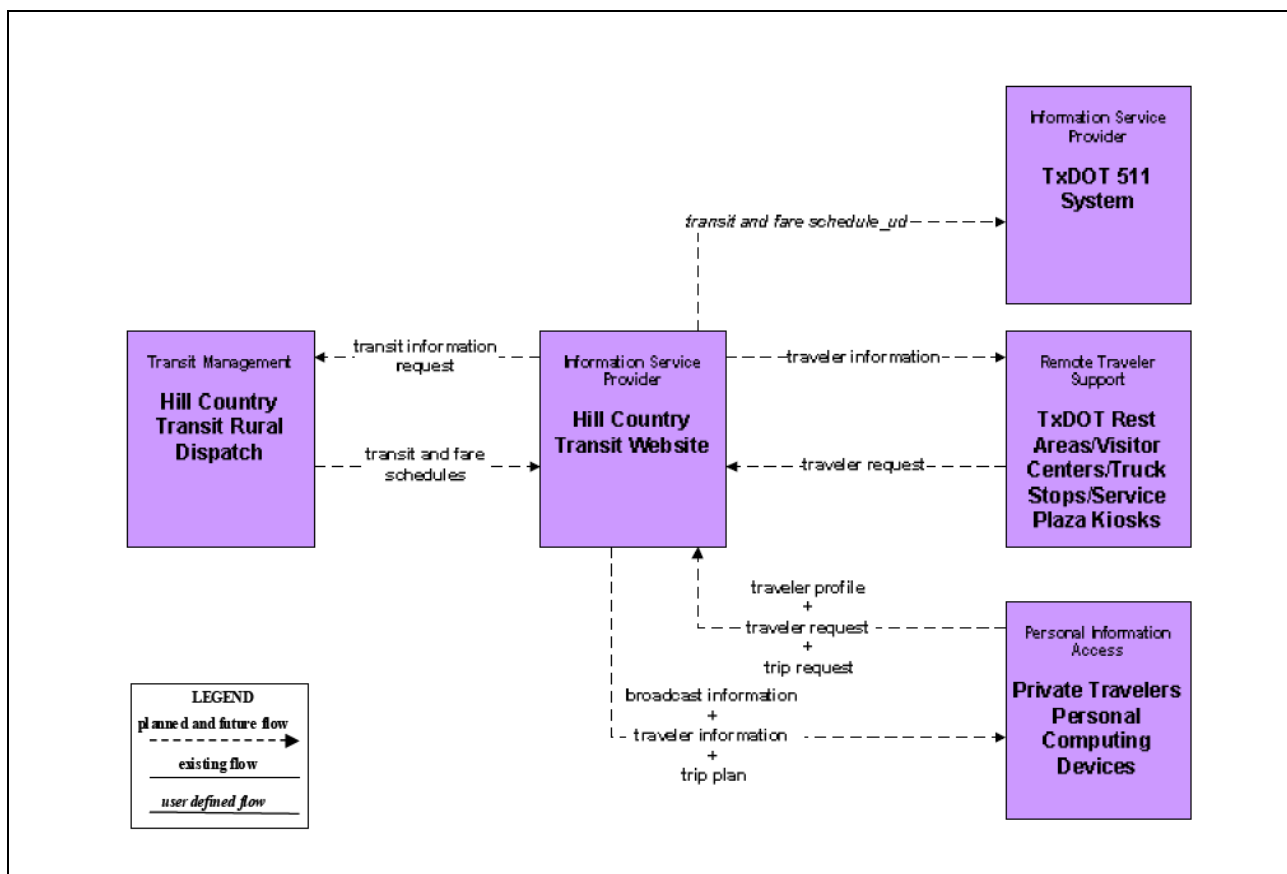 Information Service
Provider
TxDOT 511
System
transit and fare schedule_ud
Transit Management
Hill Country
Transit Rural
Dispatch
transit information
request
transit and fare
schedules
Information Service
Provider
Hill Country
Transit Website
traveler information
traveler request
Remote Traveler
Support
TxDOT Rest
Areas/Visitor
Centers/Truck
Stops/Service
Plaza Kiosks
traveler profile
+
traveler request
+
trip request
broadcast information
+
traveler information
+
trip plan
Personal Information
Access
Private Travelers
Personal
Computing
Devices
LEGEND
planned and future flow
existing flow
user defined flow